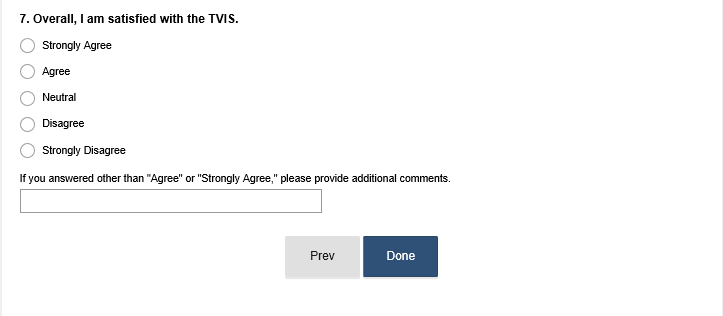 7. Overall, I am satisfied with the TVIS.
Strongly Agree
Agree
Neutral
Disagree
Strongly Disagree
If you answered other than "Agree" or "Strongly Agree," please provide additional comments.
Prev
Done